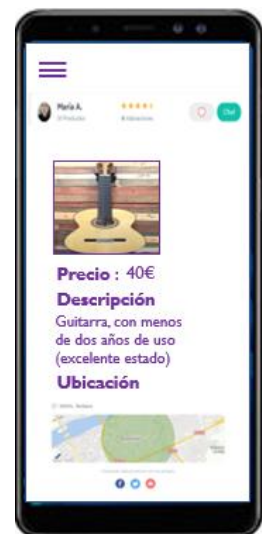 María A.
Chat
Precio : 40€
Descripción
Guitarra, con menos
de dos años de uso
(excelente estado)
Ubicación